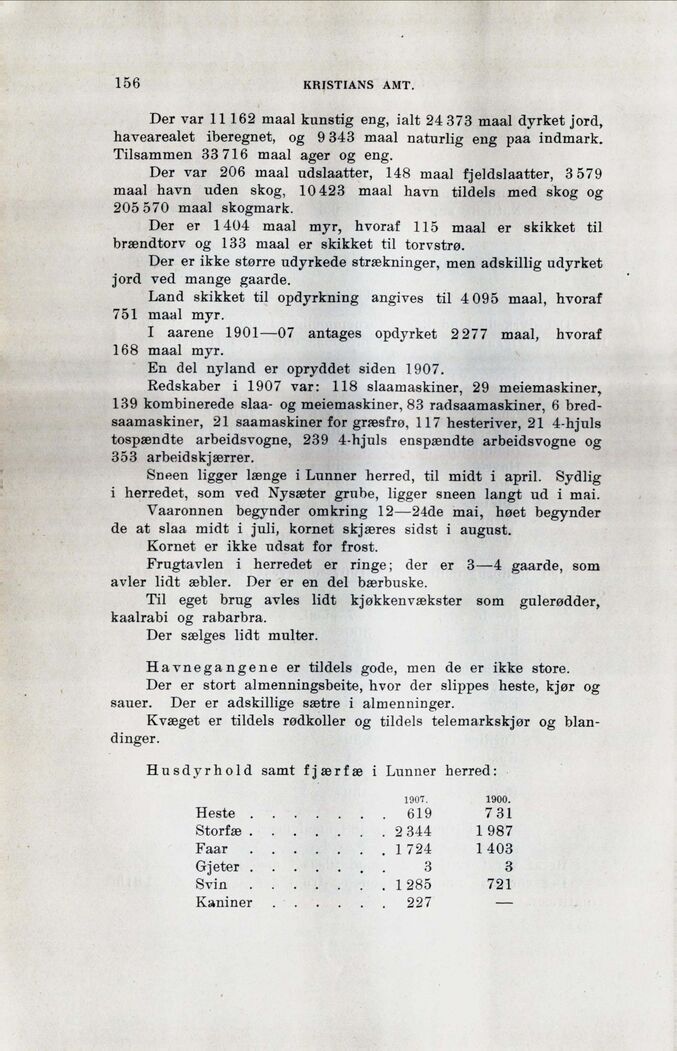 156 KRISTIANS AMT.
Der var 11 162 maal kunstig eng, ialt 24 373 maal dyrket jord,
havearealet iberegnet, og 9 343 maal naturlig eng paa indmark.
Tilsammen 33 716 maal ager og eng.
Der var 206 maal udslaatter, 148 maal fjeldslaatter, 3 579
maal havn uden skog, 10 423 maal havn tildels med skog og
205 570 maal skogmark.
Der er 1 404 maal myr, hvoraf 115 maal er skikket til
brændtorv og 133 maal er skikket til torvstrø.
Der er ikke større udyrkede strækninger, men adskillig udyrket
jord ved mange gaarde.
Land skikket til opdyrkning angives til 4 095 maal, hvoraf
751 maal myr.
I aarene 1901—07 antages opdyrket 2 277 maal, hvoraf
168 maal myr.
En del nyland er opryddet siden 1907.
Redskaber i 1907 var: 118 slaamaskiner, 29 meiemaskiner,
139 kombinerede slaa- og meiemaskiner, 83 radsaamaskiner, 6 bred-
saamaskiner, 21 saamaskiner for græsfrø, 117 hesteriver, 21 4-hjuls
tospændte arbeidsvogne, 239 4-hjuls enspændte arbeidsvogne og
353 arbeidskjærrer.
Sneen ligger længe i Lunner herred, til midt i april. Sydlig
i herredet, som ved Nysæter grube, ligger sneen langt ud i mai.
Vaaronnen begynder omkring 12—24de mai, høet begynder
de at slaa midt i juli, kornet skjæres sidst i august.
Kornet er ikke udsat for frost.
Frugtavlen i herredet er ringe; der er 3—4 gaarde, som
avler lidt æbler. Der er en del bærbuske.
Til eget brug avles lidt kjøkkenvækster som gulerødder,
kaalrabi og rabarbra.
Der sælges lidt multer.
Havnegangene er tildels gode, men de er ikke store.
Der er stort almenningsbeite, hvor der slippes heste, kjør og
sauer. Der er adskillige sætre i almenninger.
Kvæget er tildels rødkoller og tildels telemarkskjør og blan-
dinger.
Husdyrhold samt fjærfæ i Lunner herred:
1907. 1900.
Heste . . . . . . . 619 731
Storfæ . . . . . . . 2 344 1 987
Faar . . . . . . . 1 724 1 403
Gjeter . . . . . . . 3 3
Svin . . . . . . . 1 285 721
Kaniner . . . . . . 227 —